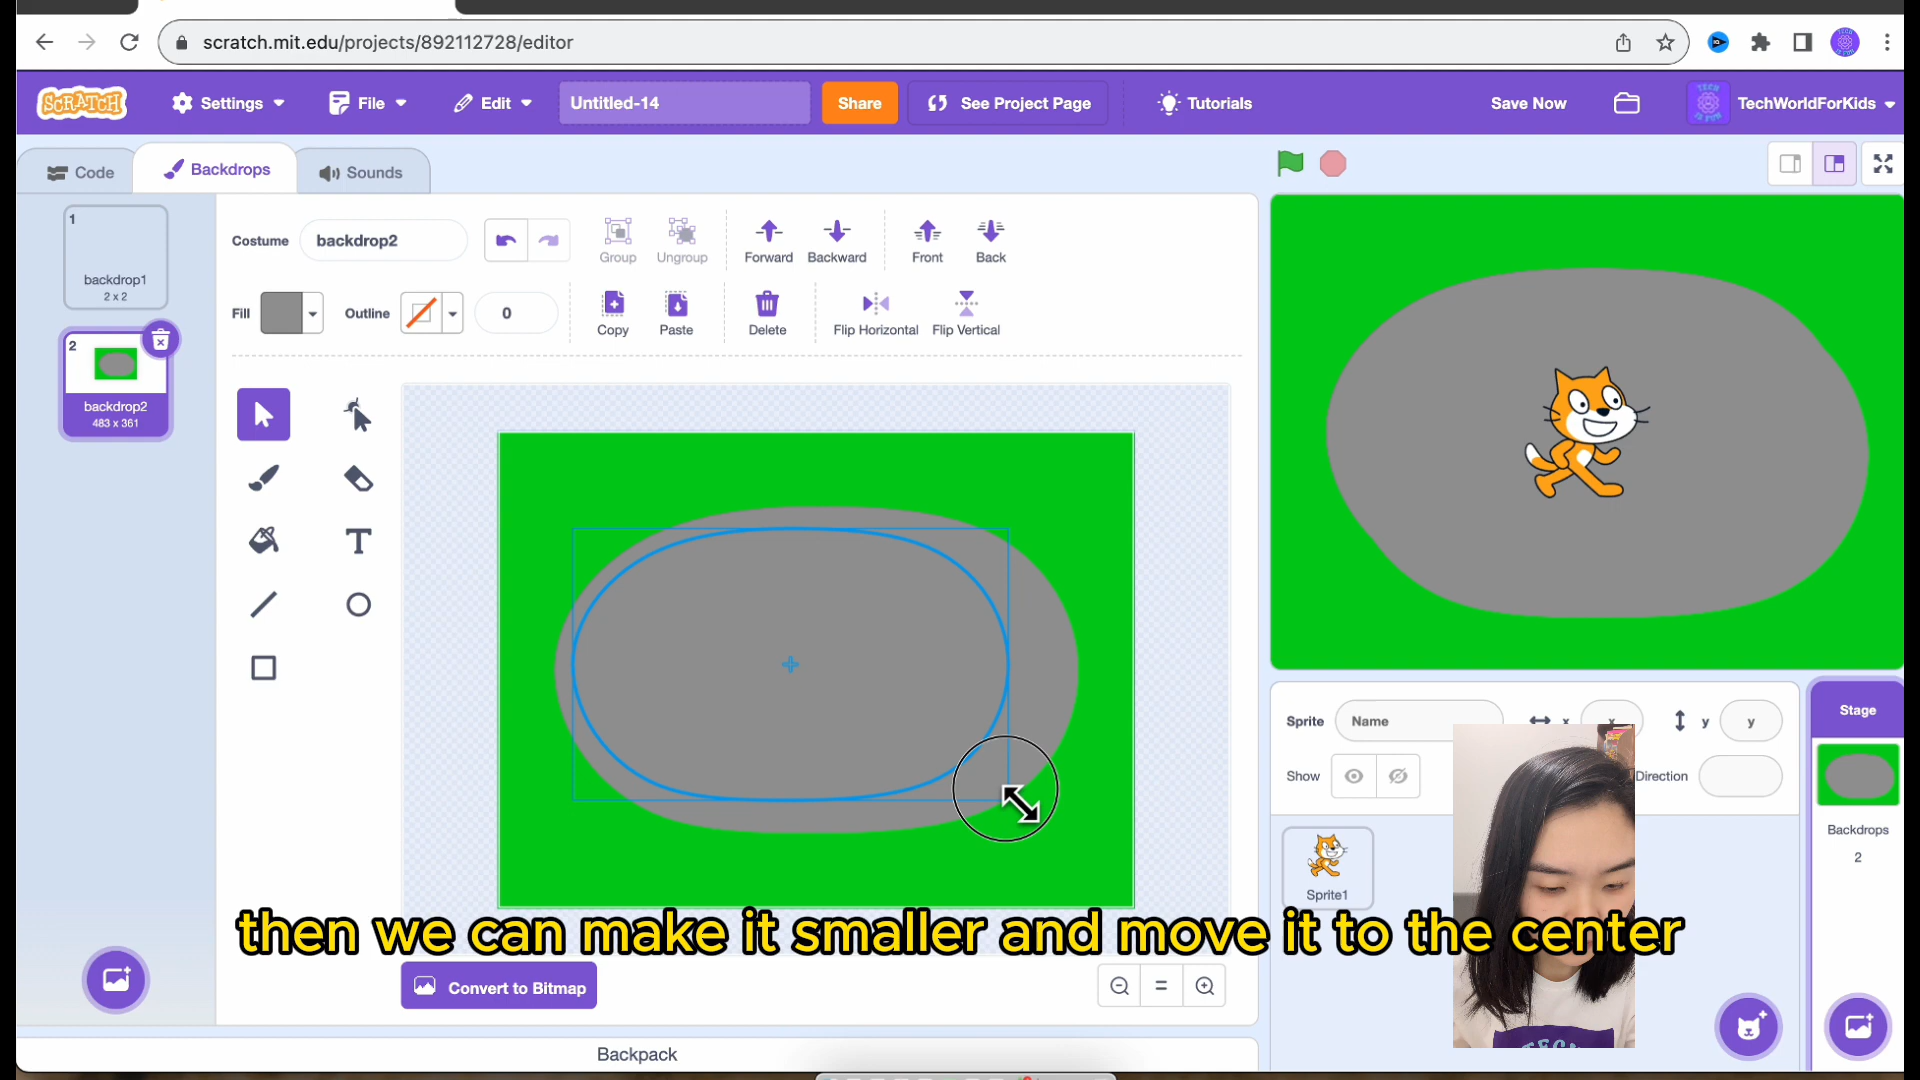 scratch.mit.edu/projects/892112728/editor
SCRATCH
Settings
File
Edit
Untitled-14
Share
See Project Page
Tutorials
Save Now
TechWorldForKids
Code
Backdrops
Sounds
1
backdrop1
2 x 2
2
backdrop2
483 x 361
Costume
backdrop2
Group
Ungroup
Forward
Backward
Front
Back
Fill
Outline
0
Copy
Paste
Delete
Flip Horizontal
Flip Vertical
Sprite
Name
x
x
y
y
Show
Direction
Sprite1
Stage
Backdrops
2
then we can make it smaller and move it to the center
Convert to Bitmap
Backpack